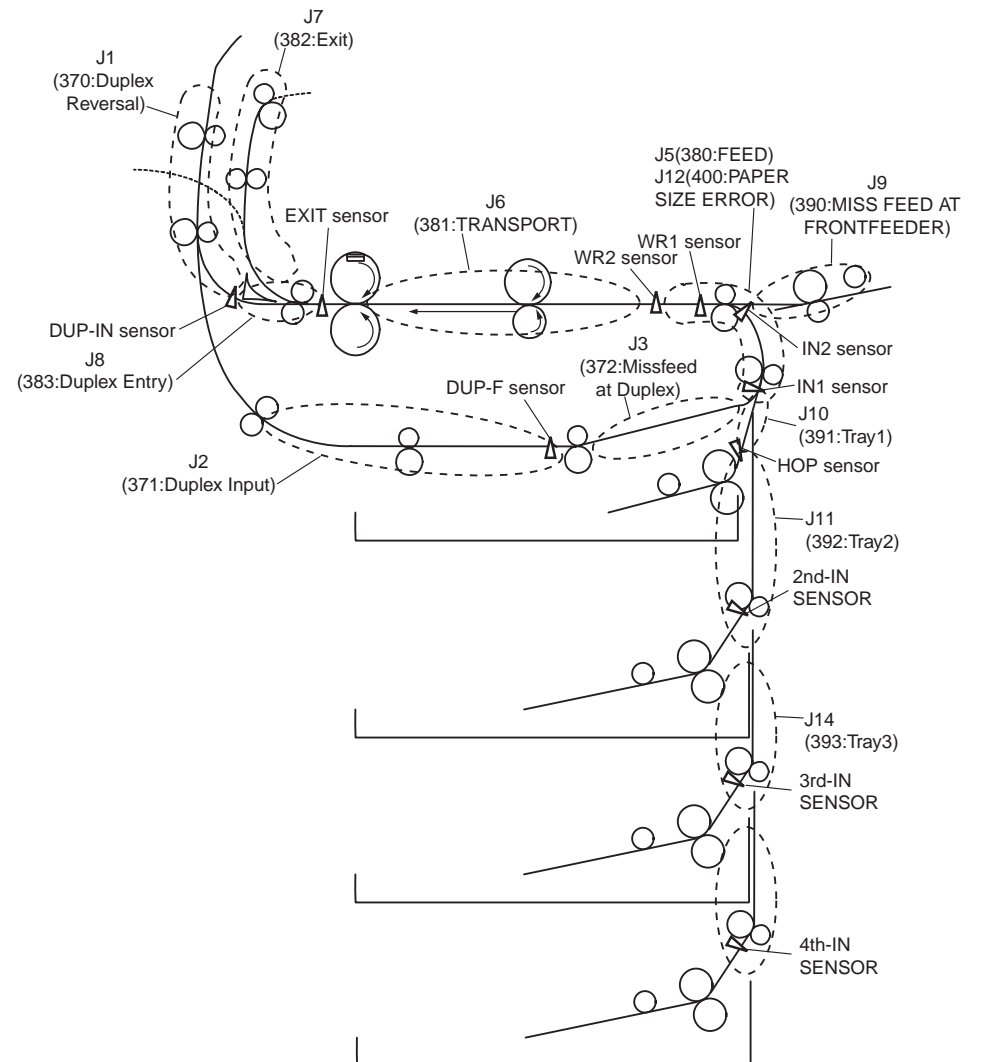 J7
(382:Exit)
J1
(370:Duplex
Reversal)
J5(380:FEED)
J12(400:PAPER
SIZE ERROR)
J9
(390:MISS FEED AT
FRONTFEEDER)
J6
(381:TRANSPORT)
EXIT sensor
WR1 sensor
WR2 sensor
DUP-IN sensor
J8
(383:Duplex Entry)
J3
(372:Missfeed
at Duplex)
IN2 sensor
DUP-F sensor
IN1 sensor
J10
(391:Tray1)
J2
(371:Duplex Input)
HOP sensor
J11
(392:Tray2)
2nd-IN
SENSOR
J14
(393:Tray3)
3rd-IN
SENSOR
4th-IN
SENSOR